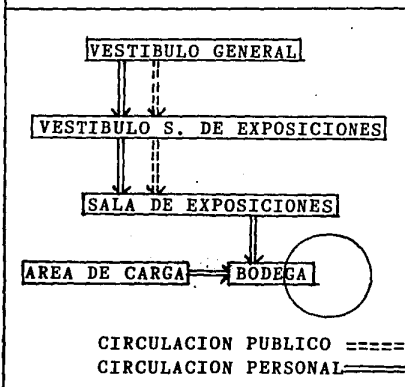 VESTIBULO GENERAL
VESTIBULO S. DE EXPOSICIONES
SALA DE EXPOSICIONES
AREA DE CARGA
BODEGA
CIRCULACION PUBLICO
CIRCULACION PERSONAL